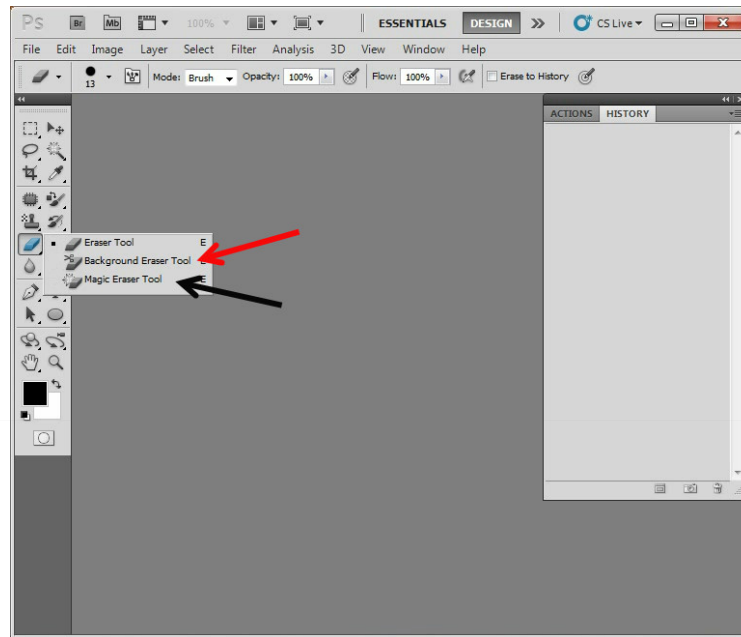 Ps Br Mb 100% ESSENTIALS DESIGN >> CS Live
File Edit Image Layer Select Filter Analysis 3D View Window Help
13 Mode: Brush Opacity: 100% Flow: 100% Erase to History
ACTIONS HISTORY
Eraser Tool E
Background Eraser Tool
Magic Eraser Tool E